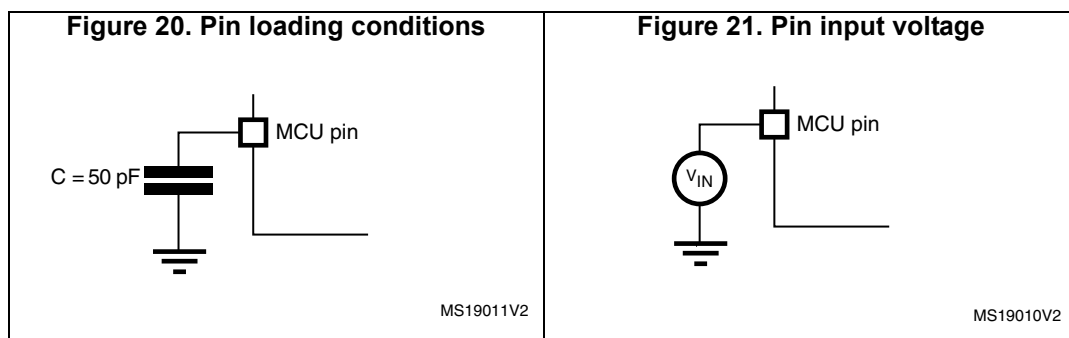 Figure 20. Pin loading conditions
MCU pin
C = 50 pF
MS19011V2
Figure 21. Pin input voltage
MCU pin
VIN
MS19010V2